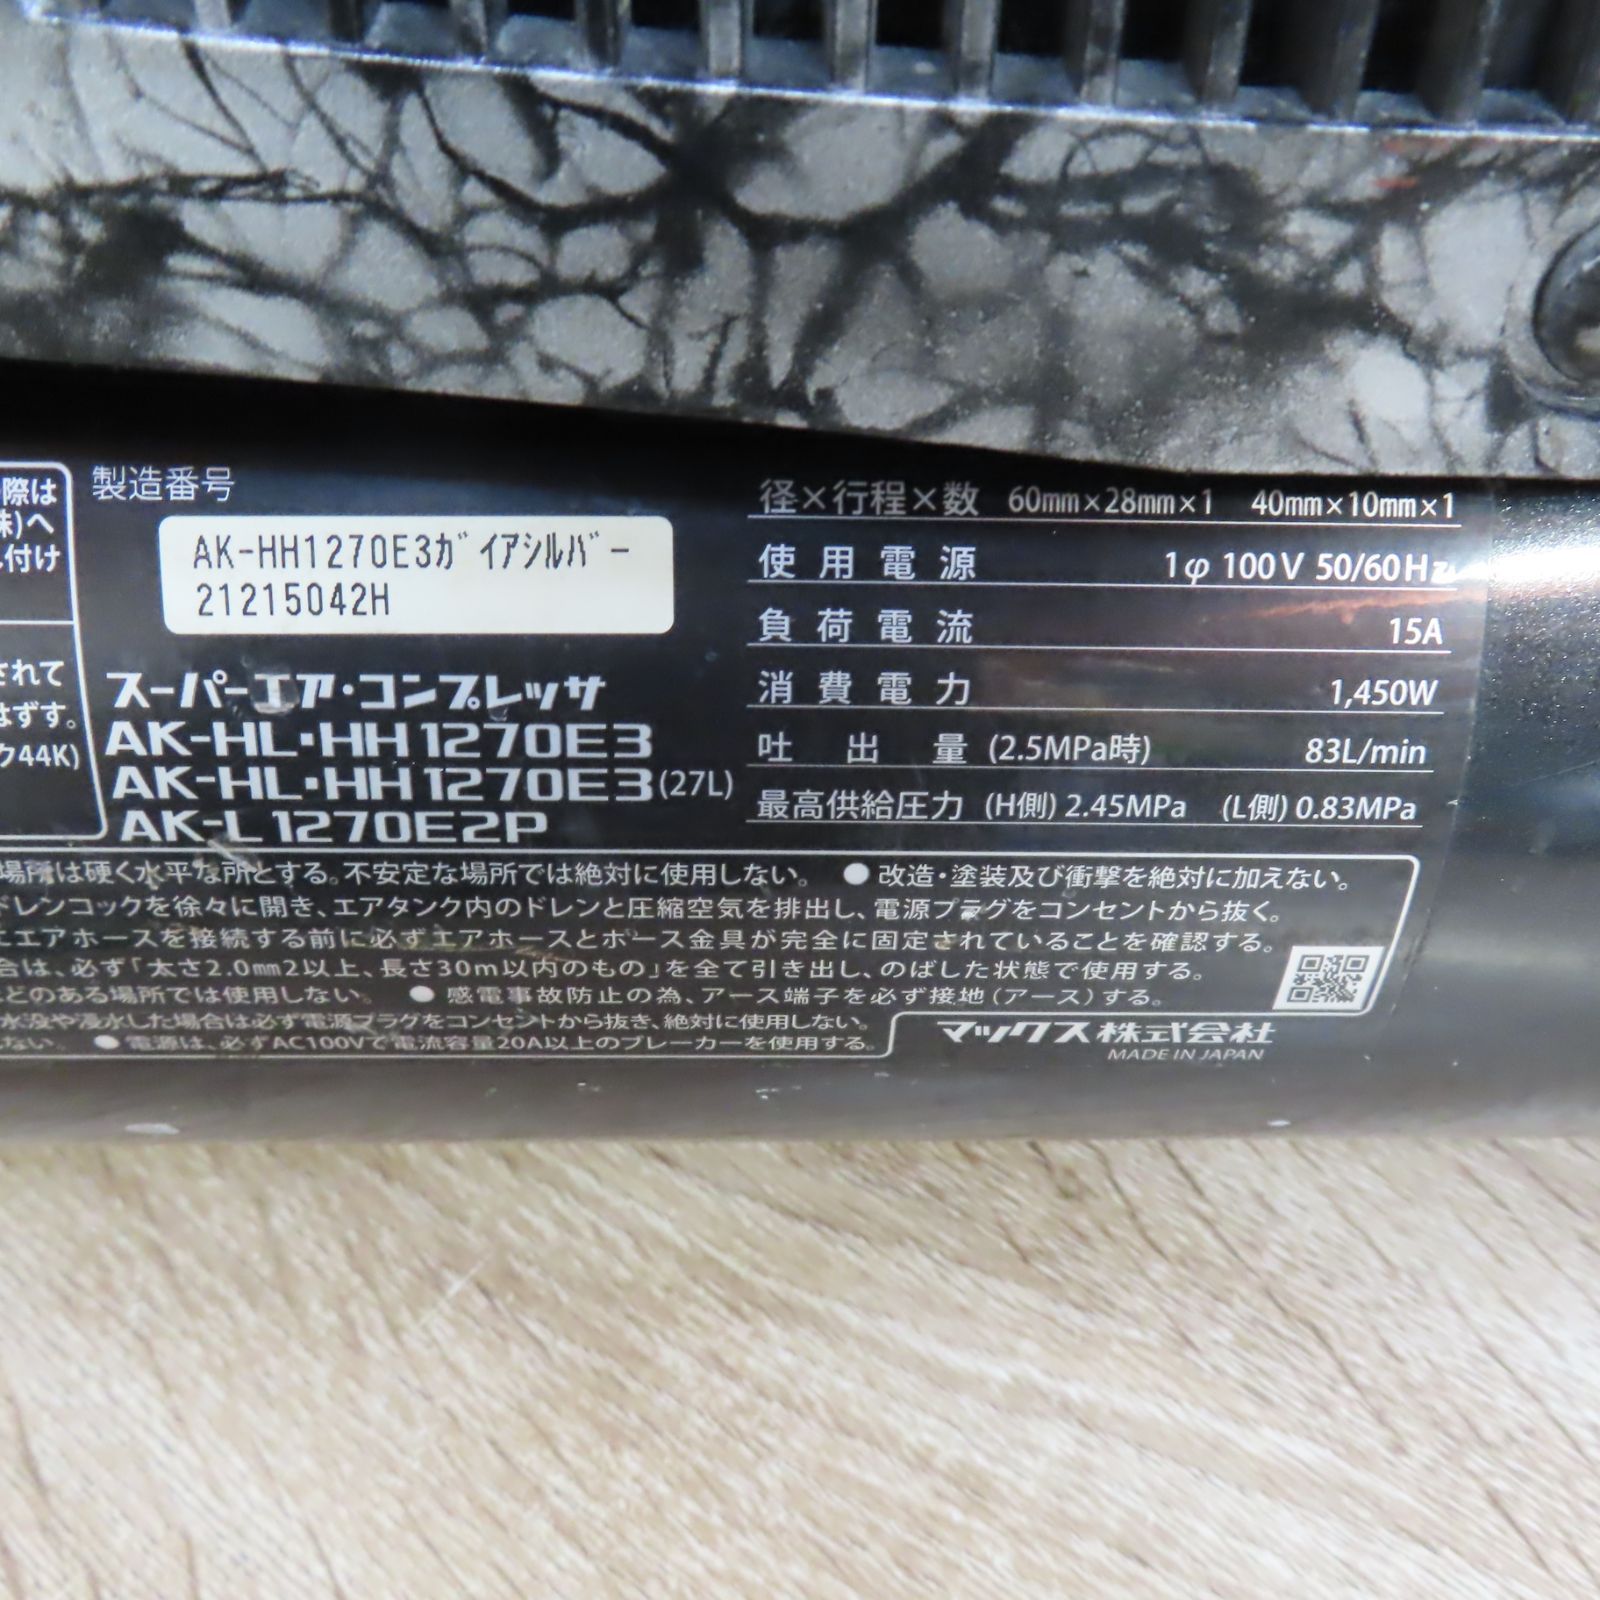 際は
株)へ
付け
されて
はずす。
ク44K)
製造番号
AK-HH1270E3ガイアシルバー
21215042H
スーパーエア・コンプレッサ
AK-HL・HH1270E3
AK-HL・HH1270E3(27L)
AK-L1270E2P
径×行程×数 60mm×28mm×1 40mm×10mm×1
使用電源 1φ 100V 50/60Hz
負荷電流 15A
消費電力 1,450W
吐出量 (2.5MPa時) 83L/min
最高供給圧力 (H側) 2.45MPa (L側) 0.83MPa
場所は硬く水平な所とする。不安定な場所では絶対に使用しない。 ●改造・塗装及び衝撃を絶対に加えない。
ドレンコックを徐々に開き、エアタンク内のドレンと圧縮空気を排出し、電源プラグをコンセントから抜く。
エアホースを接続する前に必ずエアホースとホース金具が完全に固定されていることを確認する。
合は、必ず「太さ2.0mm2以上、長さ30m以内のもの」を全て引き出し、のばした状態で使用する。
どのある場所では使用しない。 ●感電事故防止の為、アース端子を必ず接地(アース)する。
水没や浸水した場合は必ず電源プラグをコンセントから抜き、絶対に使用しない。
ない。 ●電源は、必ずAC100Vで電流容量20A以上のブレーカーを使用する。
マックス株式会社
MADE IN JAPAN